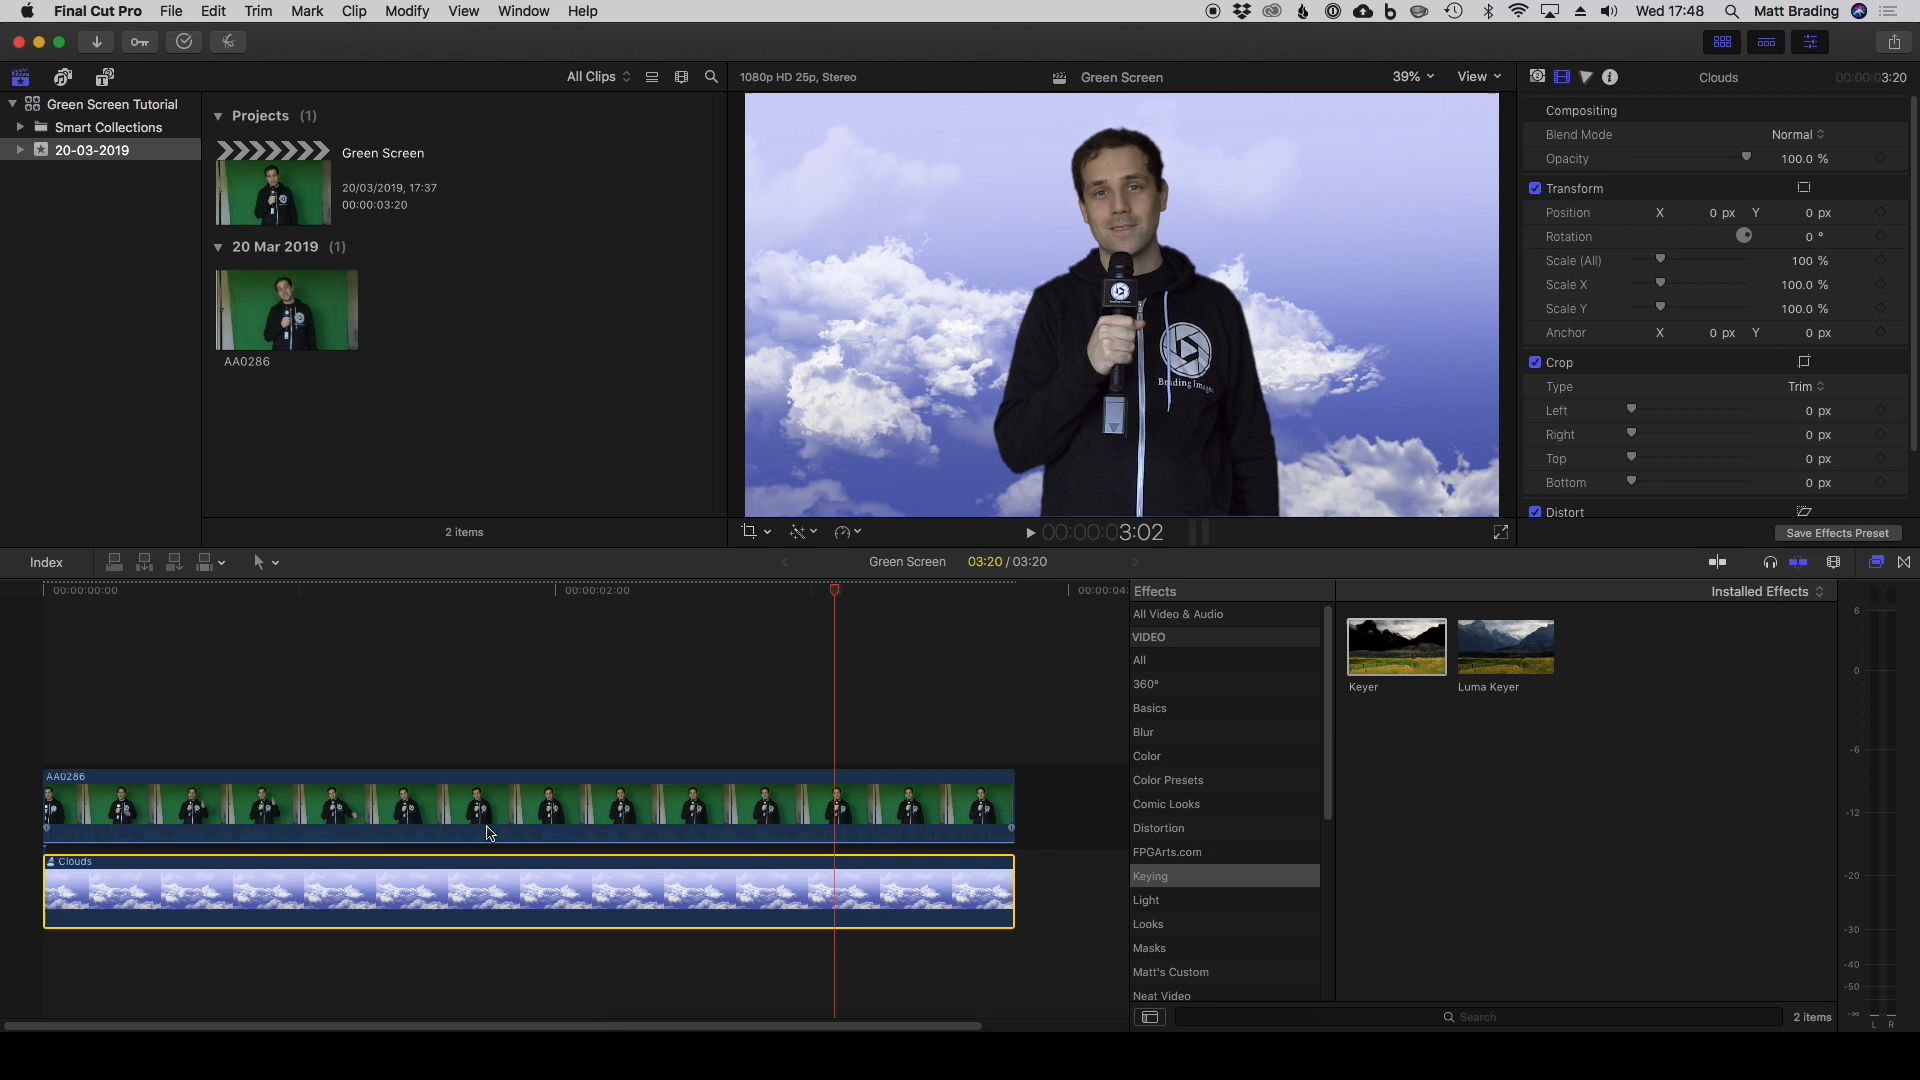 Final Cut Pro File Edit Trim Mark Clip Modify View Window Help
Wed 17:48 Matt Brading
All Clips
1080p HD 25p, Stereo
Green Screen
39% View
Clouds
00:00:03:20
Green Screen Tutorial
Smart Collections
20-03-2019
Projects (1)
Green Screen
20/03/2019, 17:37
00:00:03:20
20 Mar 2019 (1)
AA0286
2 items
Brading Images
Compositing
Blend Mode Normal
Opacity 100.0 %
Transform
Position X 0 px Y 0 px
Rotation 0 °
Scale (All) 100 %
Scale X 100.0 %
Scale Y 100.0 %
Anchor X 0 px Y 0 px
Crop
Type Trim
Left 0 px
Right 0 px
Top 0 px
Bottom 0 px
Distort
Save Effects Preset
00:00:03:02
Index
Green Screen 03:20 / 03:20
00:00:00:00 00:00:02:00 00:00:04:
AA0286
Clouds
Effects
Installed Effects
All Video & Audio
VIDEO
All
360°
Basics
Blur
Color
Color Presets
Comic Looks
Distortion
FPGArts.com
Keying
Light
Looks
Masks
Matt's Custom
Neat Video
Keyer
Luma Keyer
Search
2 items
6
0
-6
-12
-20
-30
-40
-50
-∞
L R